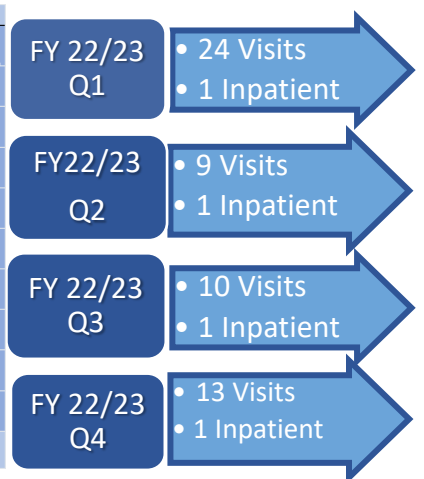 FY 22/23
Q1
• 24 Visits
• 1 Inpatient
FY22/23
Q2
• 9 Visits
• 1 Inpatient
FY 22/23
Q3
• 10 Visits
• 1 Inpatient
FY 22/23
Q4
• 13 Visits
• 1 Inpatient